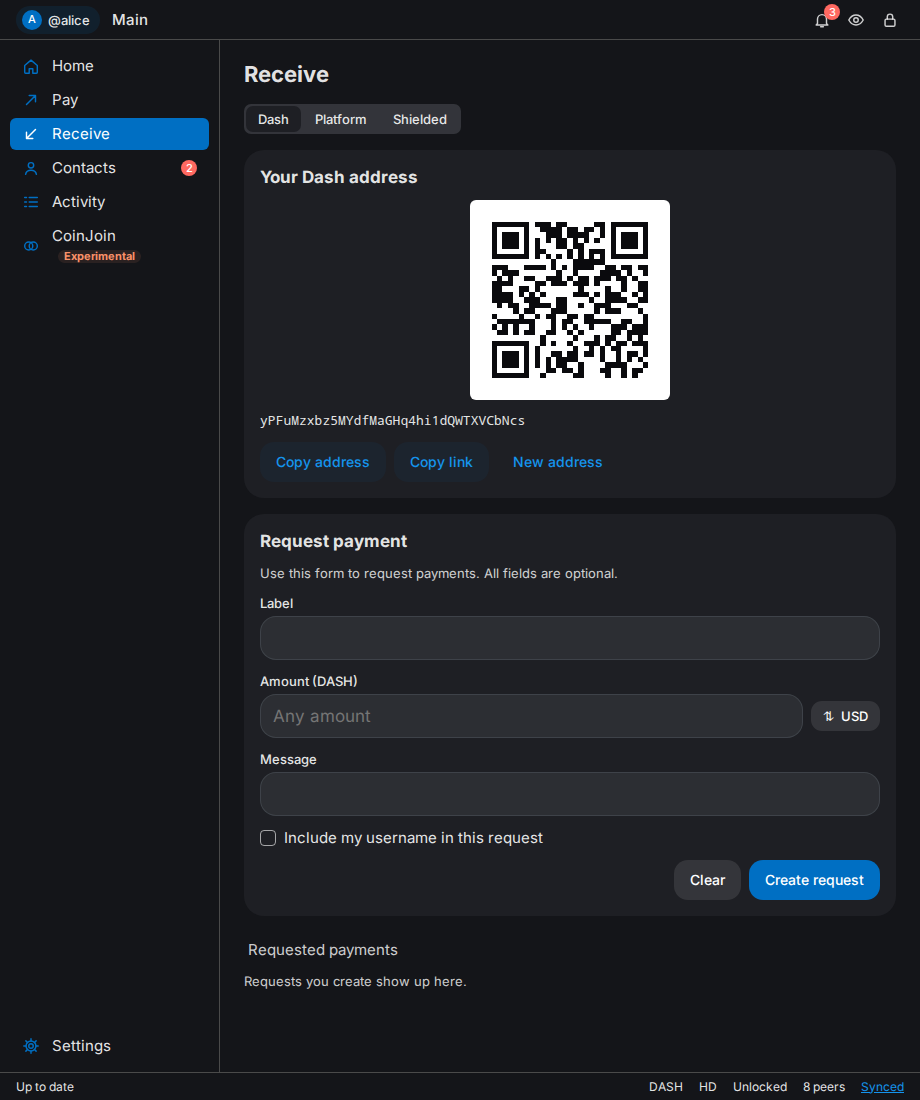 A @alice Main 3
Home
Pay
Receive
Contacts 2
Activity
CoinJoin
Experimental
Settings
Receive
Dash Platform Shielded
Your Dash address
yPFuMzxbz5MYdfMaGHq4hi1dQWTXVCbNcs
Copy address Copy link New address
Request payment
Use this form to request payments. All fields are optional.
Label
Amount (DASH)
Any amount ⇅ USD
Message
Include my username in this request
Clear Create request
Requested payments
Requests you create show up here.
Up to date DASH HD Unlocked 8 peers Synced